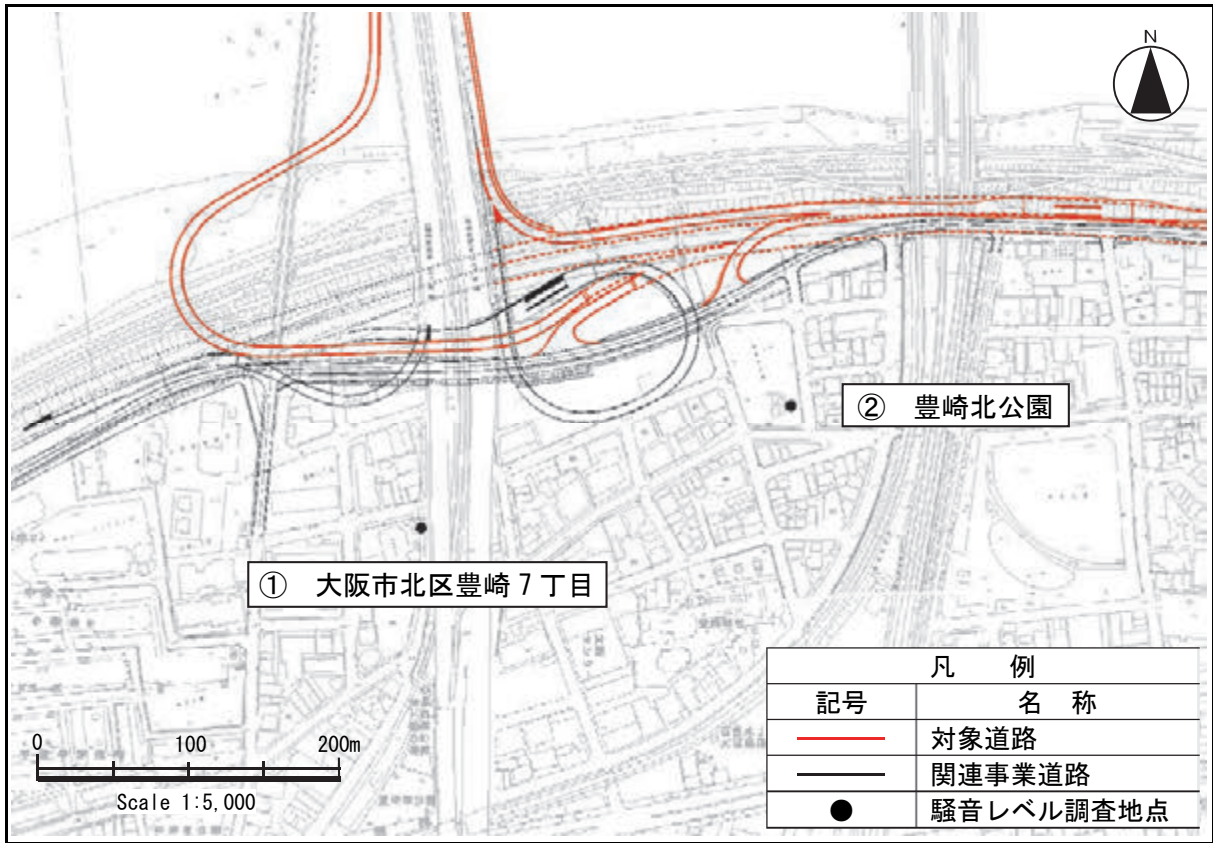 N
② 豊崎北公園
① 大阪市北区豊崎7丁目
0 100 200m
Scale 1:5,000
凡 例
記号 名 称
対象道路
関連事業道路
騒音レベル調査地点